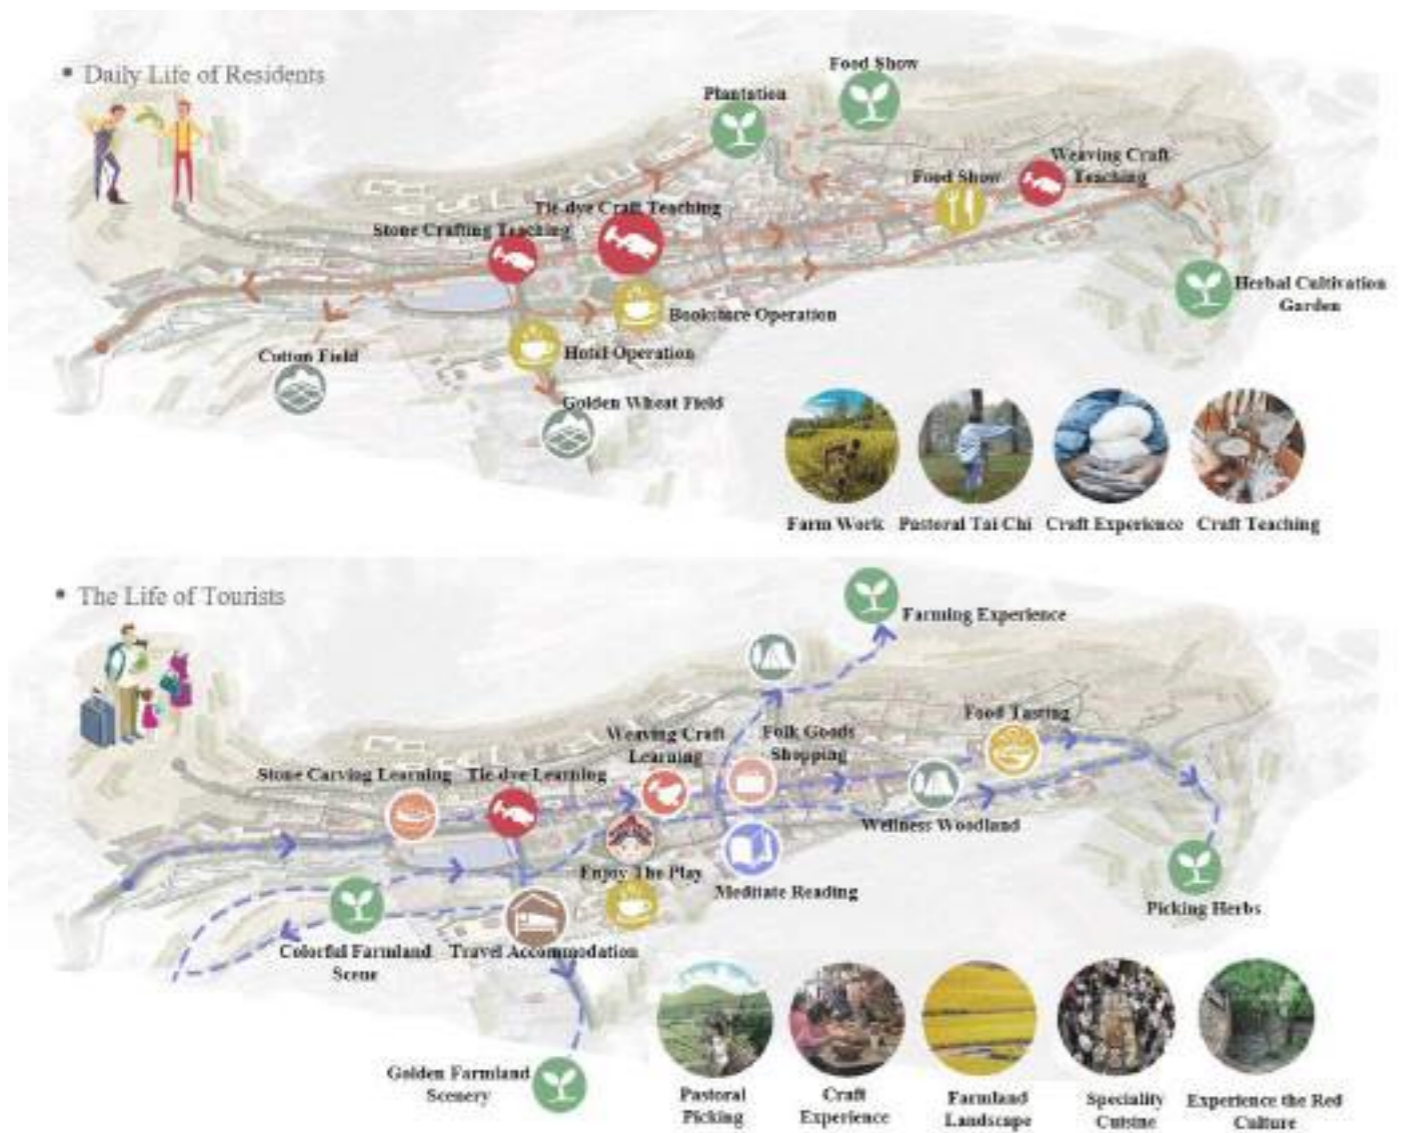 • Daily Life of Residents
Food Show
Plantation
Weaving Craft
Teaching
Food Show
Tie-dye Craft Teaching
Stone Crafting Teaching
Herbal Cultivation
Garden
Bookstore Operation
Hotel Operation
Cutton Field
Golden Wheat Field
Farm Work
Pastoral Tai Chi
Craft Experience
Craft Teaching
• The Life of Tourists
Farming Experience
Food Tasting
Weaving Craft
Learning
Folk Goods
Shopping
Stone Carving Learning
Tie-dye Learning
Wellness Woodland
Enjoy The Play
Meditate Reading
Picking Herbs
Colorful Farmland
Scene
Travel Accommodation
Golden Farmland
Scenery
Pastoral
Picking
Craft
Experience
Farmland
Landscape
Speciality
Cuisine
Experience the Red
Culture